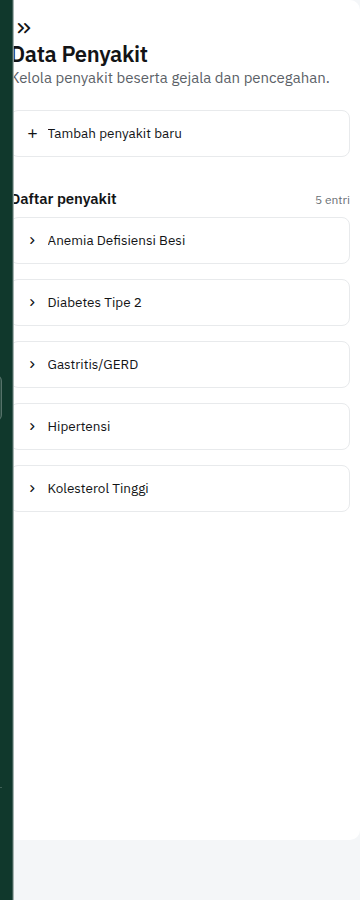 Data Penyakit
Kelola penyakit beserta gejala dan pencegahan.
Tambah penyakit baru
Daftar penyakit
5 entri
Anemia Defisiensi Besi
Diabetes Tipe 2
Gastritis/GERD
Hipertensi
Kolesterol Tinggi